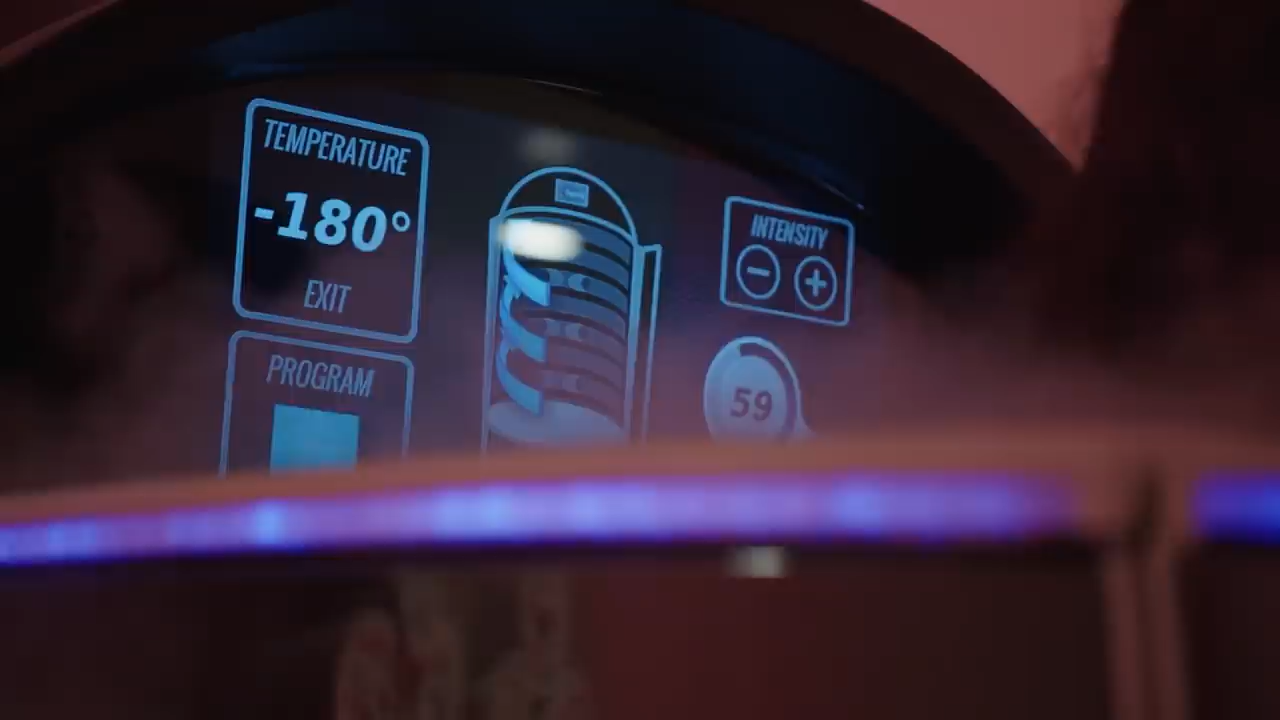 TEMPERATURE
-180°
EXIT
PROGRAM
INTENSITY
− +
59